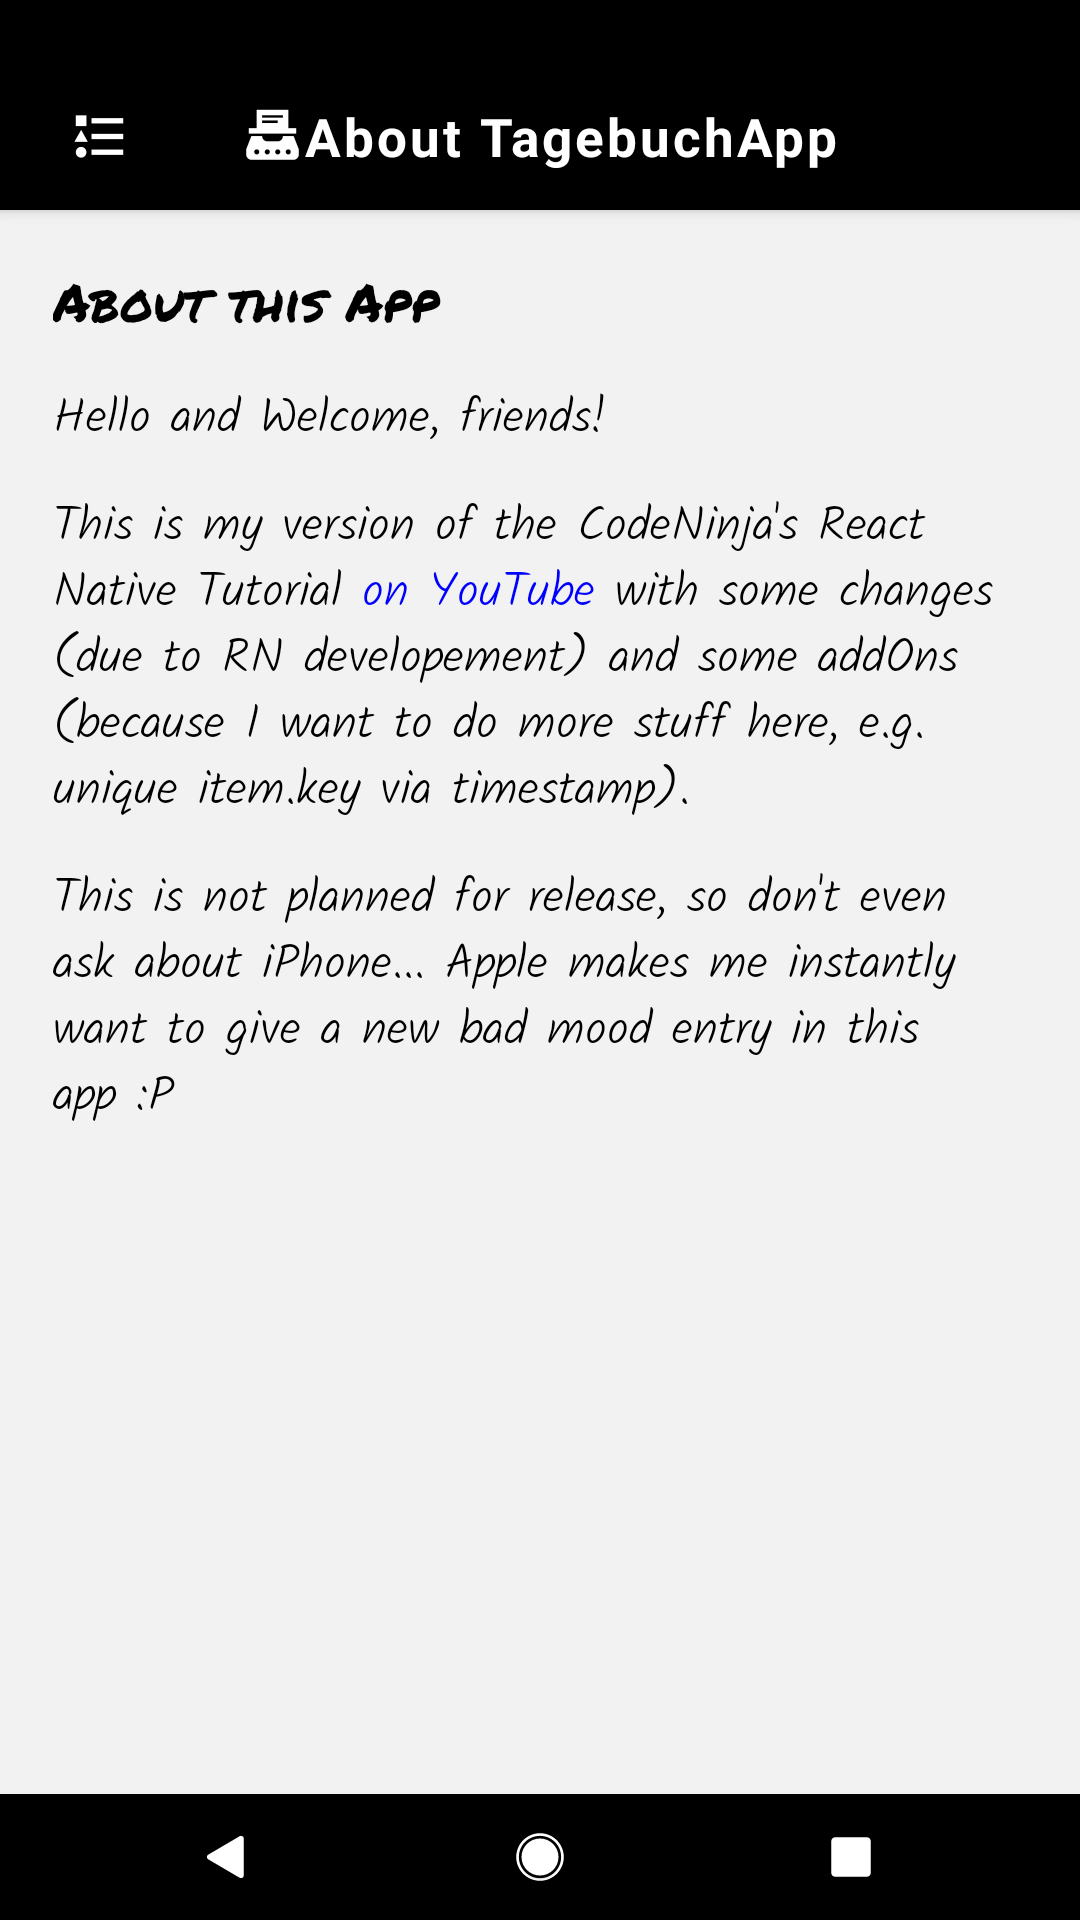 About TagebuchApp
About this App
Hello and Welcome, friends!
This is my version of the CodeNinja's React
Native Tutorial on YouTube with some changes
(due to RN developement) and some addOns
(because I want to do more stuff here, e.g.
unique item.key via timestamp).
This is not planned for release, so don't even
ask about iPhone... Apple makes me instantly
want to give a new bad mood entry in this
app :P